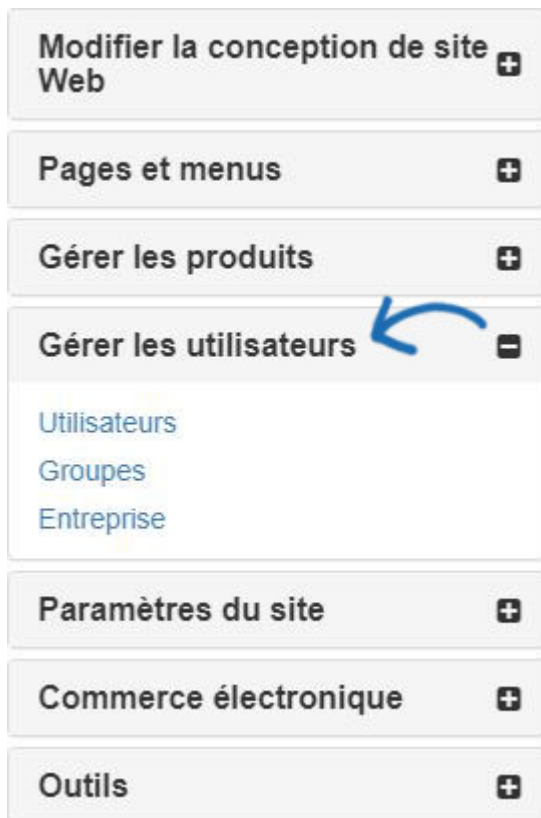 Modifier la conception de site
Web
Pages et menus
Gérer les produits
Gérer les utilisateurs
Utilisateurs
Groupes
Entreprise
Paramètres du site
Commerce électronique
Outils